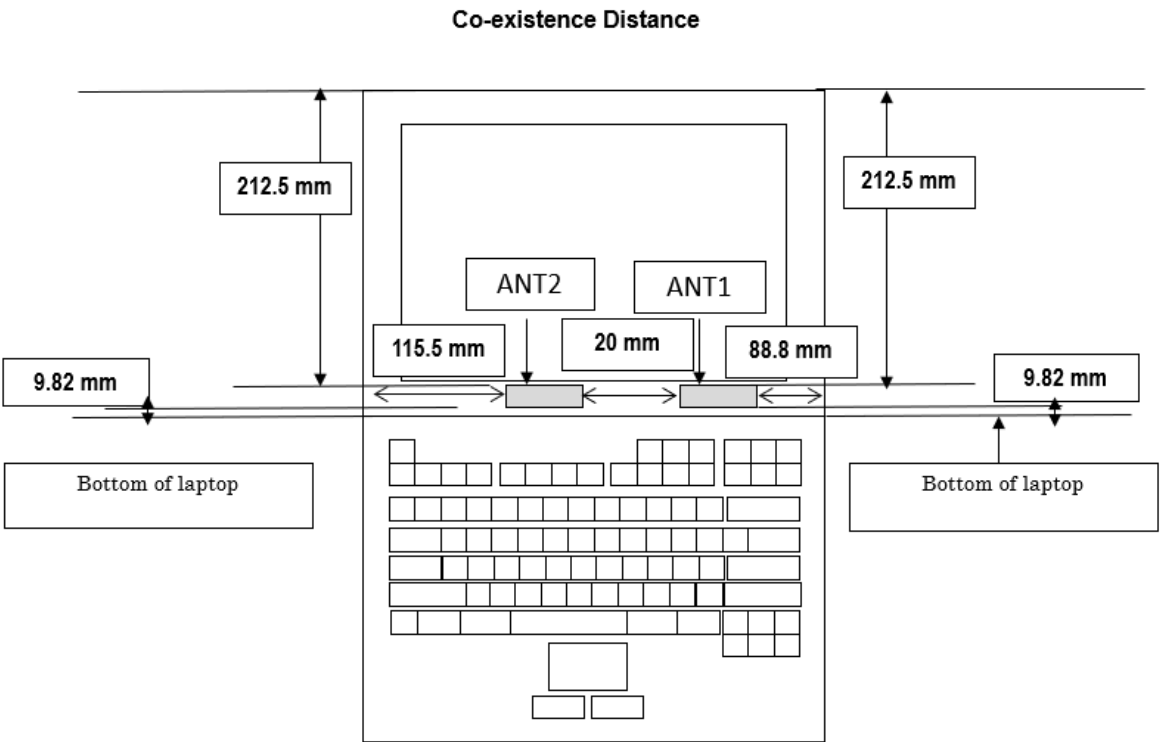 Co-existence Distance
212.5 mm
212.5 mm
ANT2
ANT1
115.5 mm
20 mm
88.8 mm
9.82 mm
9.82 mm
Bottom of laptop
Bottom of laptop